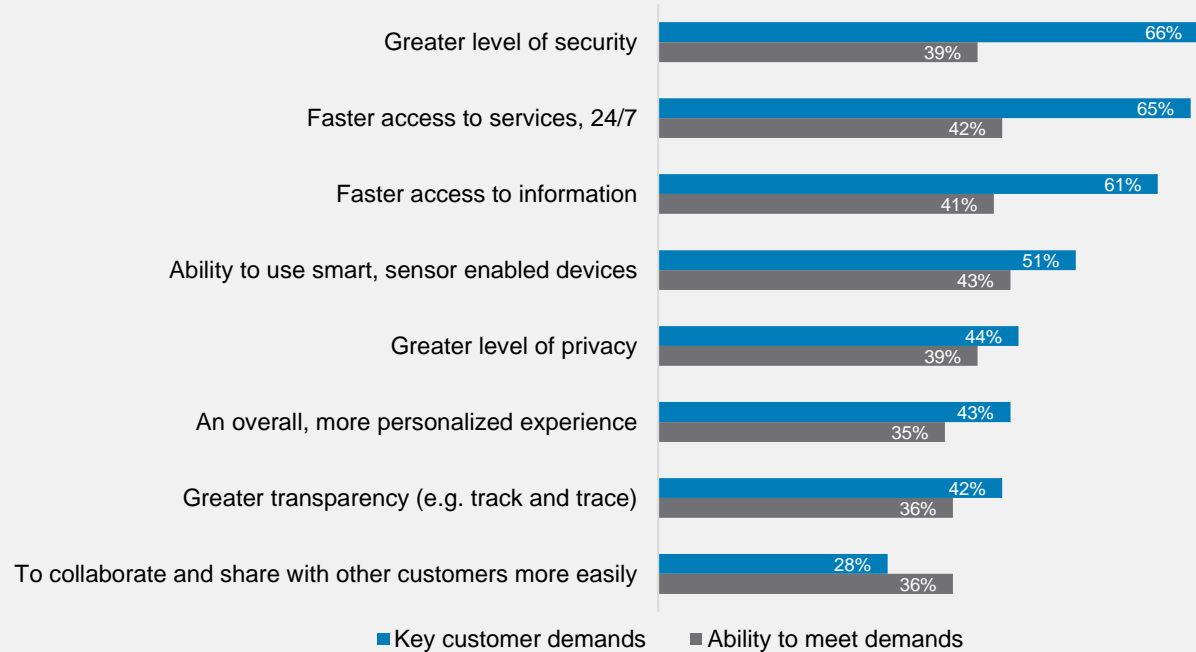 Greater level of security
66%
39%
Faster access to services, 24/7
65%
42%
Faster access to information
61%
41%
Ability to use smart, sensor enabled devices
51%
43%
Greater level of privacy
44%
39%
An overall, more personalized experience
43%
35%
Greater transparency (e.g. track and trace)
42%
36%
To collaborate and share with other customers more easily
28%
36%
Key customer demands
Ability to meet demands